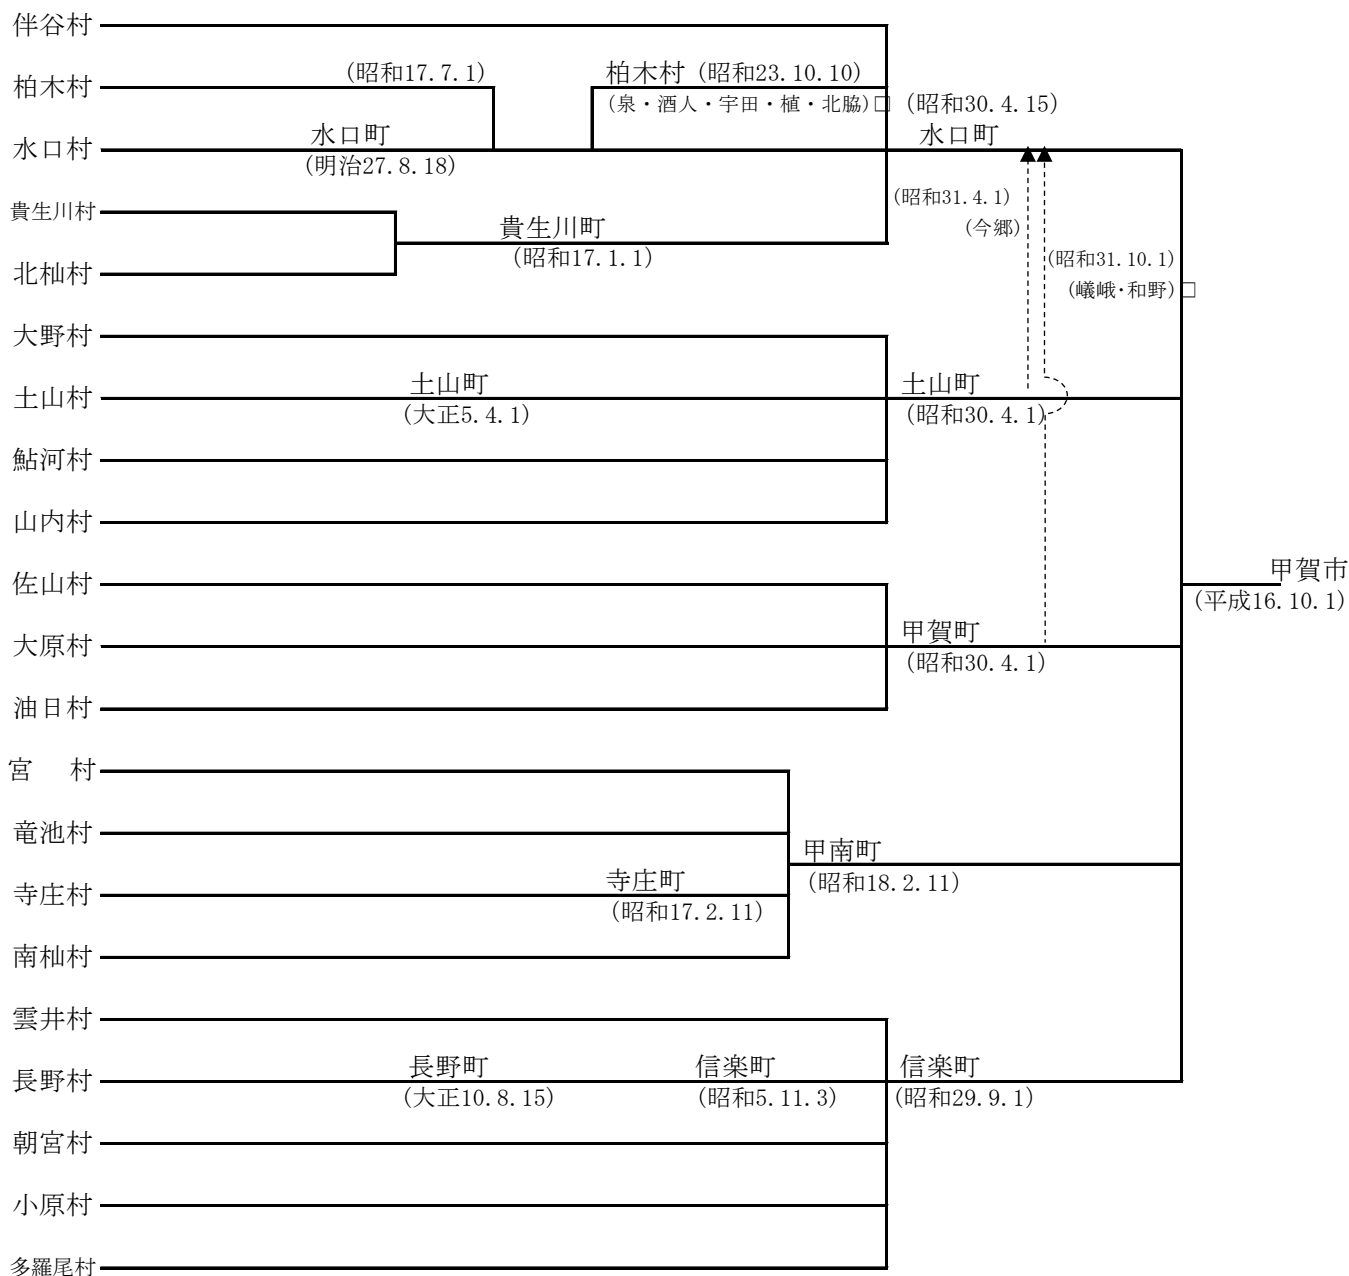 伴谷村
柏木村
(昭和17.7.1)
柏木村 (昭和23.10.10)
(泉・酒人・宇田・植・北脇)□
(昭和30.4.15)
水口村
水口町
(明治27.8.18)
水口町
貴生川村
貴生川町
(昭和17.1.1)
(昭和31.4.1)
(今郷)
北杣村
(昭和31.10.1)
(嶬峨・和野)□
大野村
土山村
土山町
(大正5.4.1)
土山町
(昭和30.4.1)
鮎河村
山内村
佐山村
甲賀市
(平成16.10.1)
大原村
甲賀町
(昭和30.4.1)
油日村
宮 村
竜池村
甲南町
(昭和18.2.11)
寺庄村
寺庄町
(昭和17.2.11)
南杣村
雲井村
長野村
長野町
(大正10.8.15)
信楽町
(昭和5.11.3)
信楽町
(昭和29.9.1)
朝宮村
小原村
多羅尾村